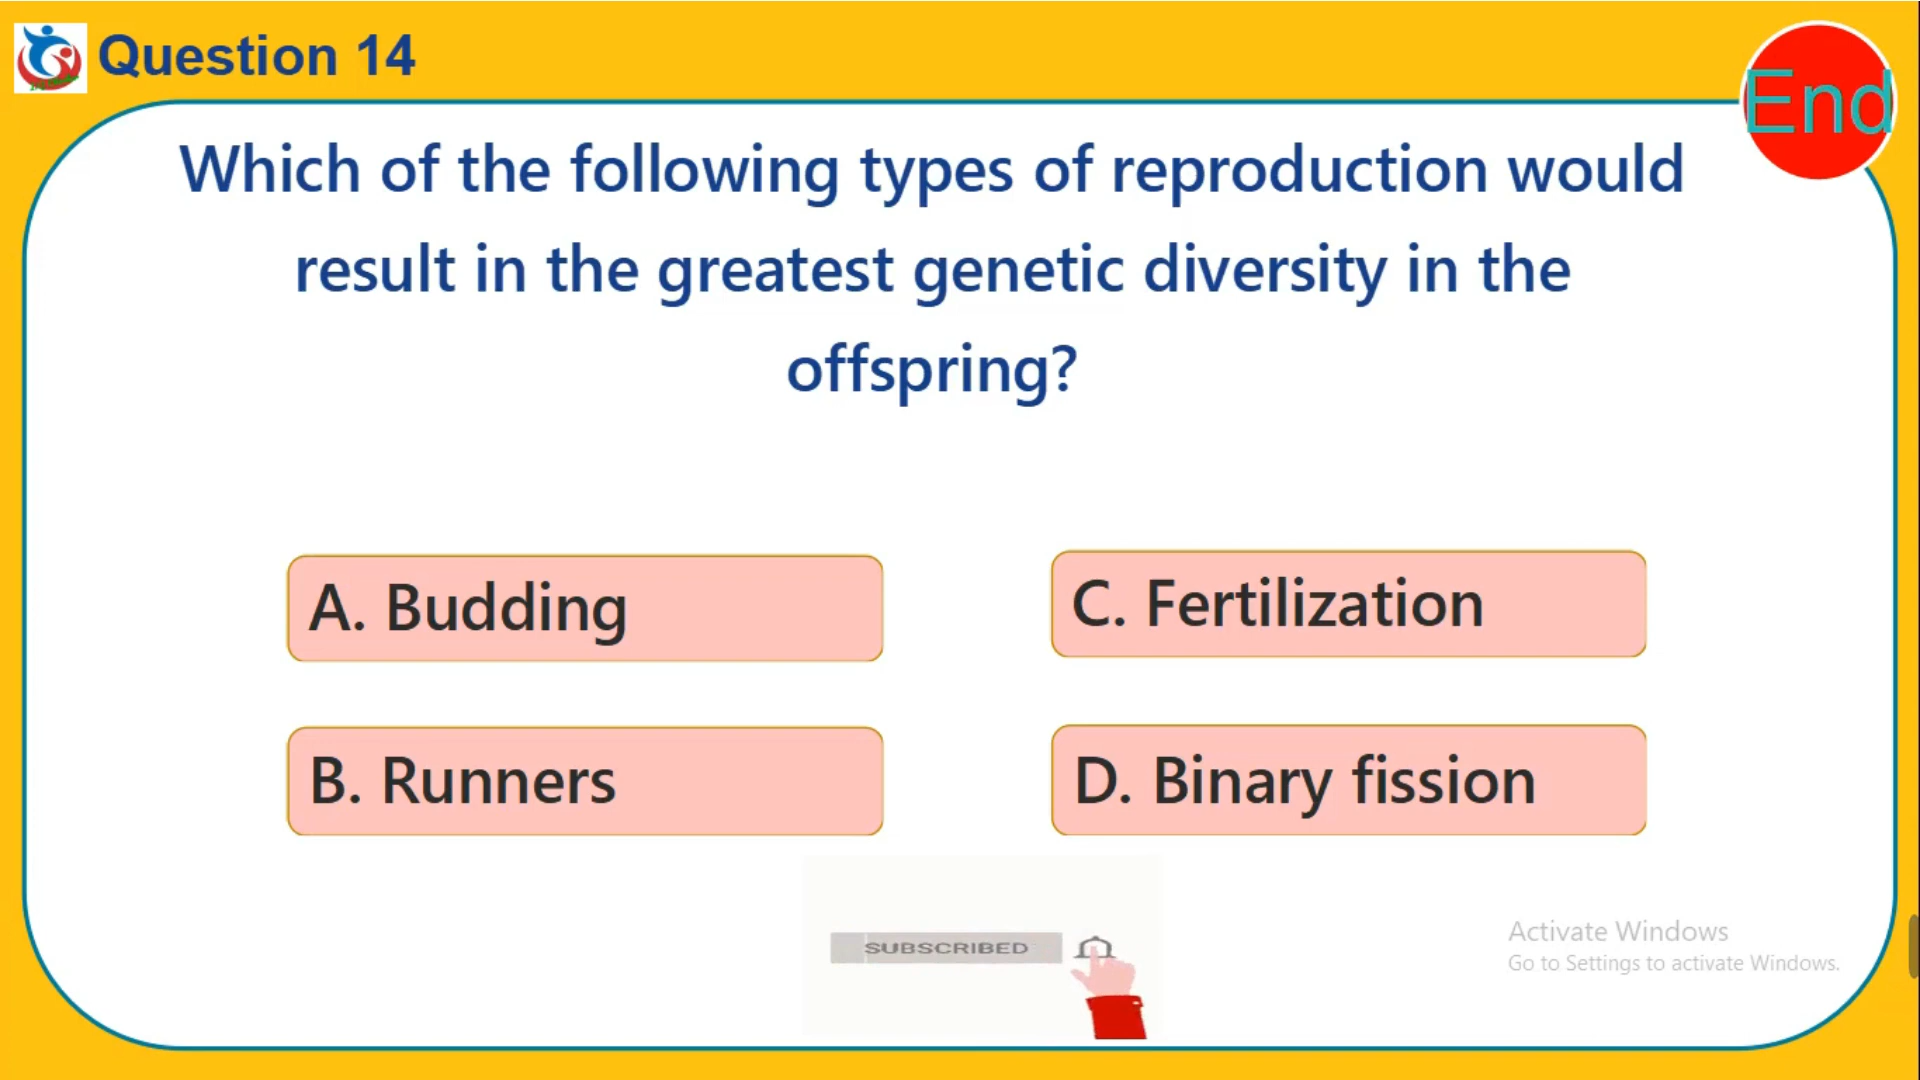 Question 14
End
Which of the following types of reproduction would
result in the greatest genetic diversity in the
offspring?
A. Budding
C. Fertilization
B. Runners
D. Binary fission
SUBSCRIBED
Activate Windows
Go to Settings to activate Windows.